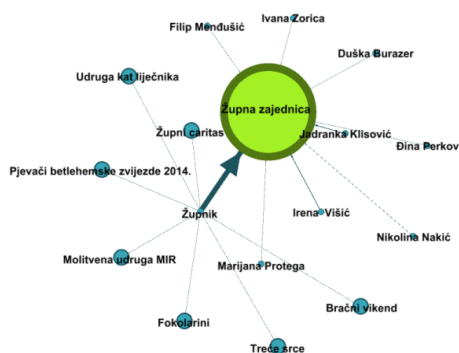 Ivana Zorica
Filip Menđušić
Duška Burazer
Udruga kat liječnika
Župna zajednica
Župni caritas
Jadranka Klisović
Đina Perkov
Pjevači betlehemske zvijezde 2014.
Župnik
Irena Višić
Nikolina Nakić
Molitvena udruga MIR
Marijana Protega
Bračni vikend
Fokolarini
Treće srce